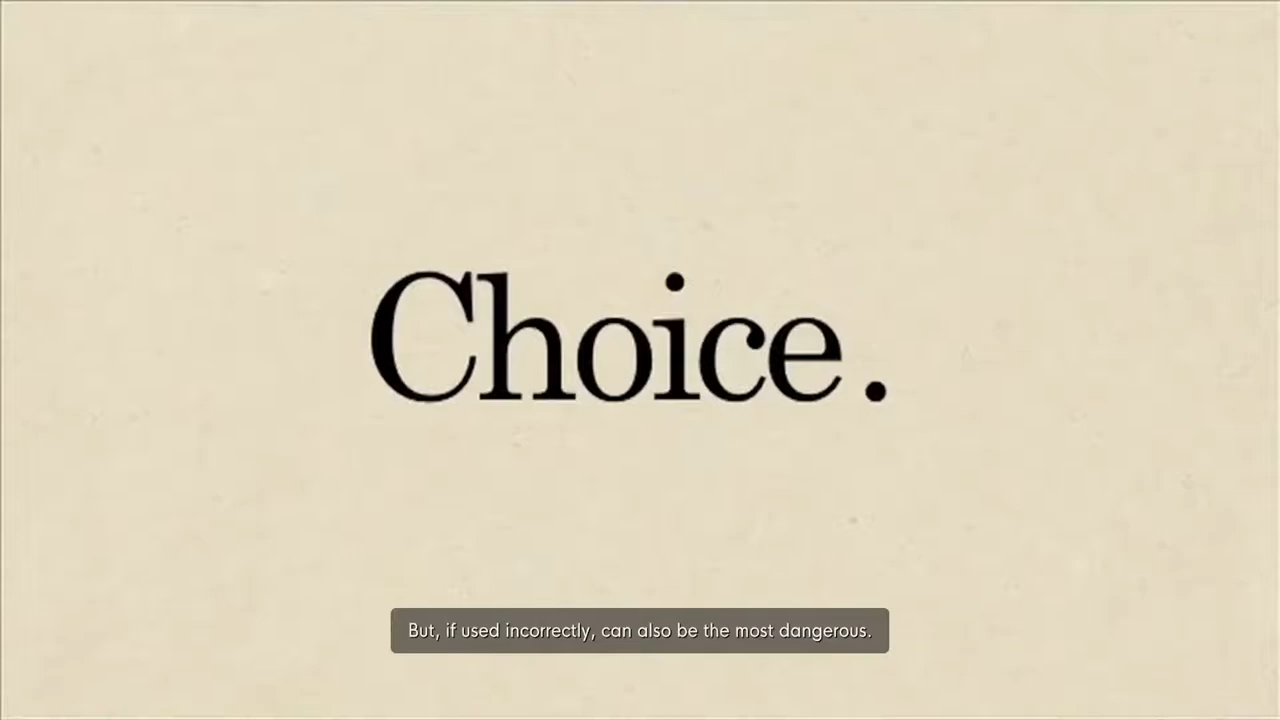 Choice.
But, if used incorrectly, can also be the most dangerous.